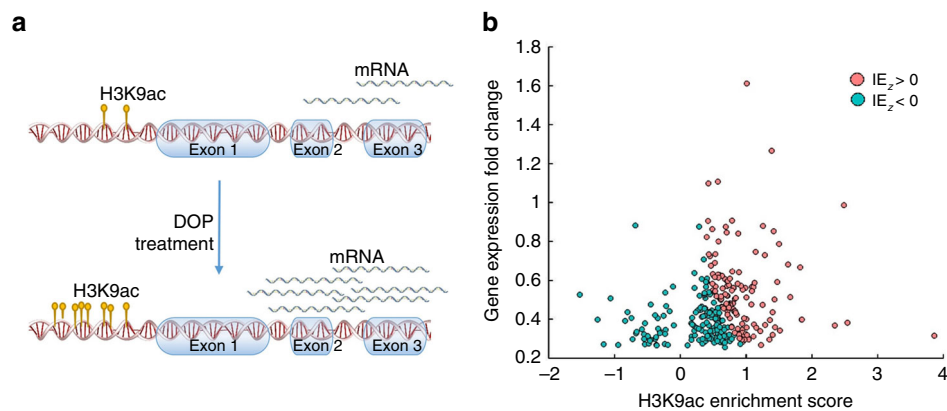 a
mRNA
H3K9ac
Exon 1
Exon 2
Exon 3
DOP
treatment
mRNA
H3K9ac
Exon 1
Exon 2
Exon 3
b
Gene expression fold change
1.8
1.6
1.4
1.2
1
0.8
0.6
0.4
0.2
IEz > 0
IEz < 0
−2 −1 0 1 2 3 4
H3K9ac enrichment score